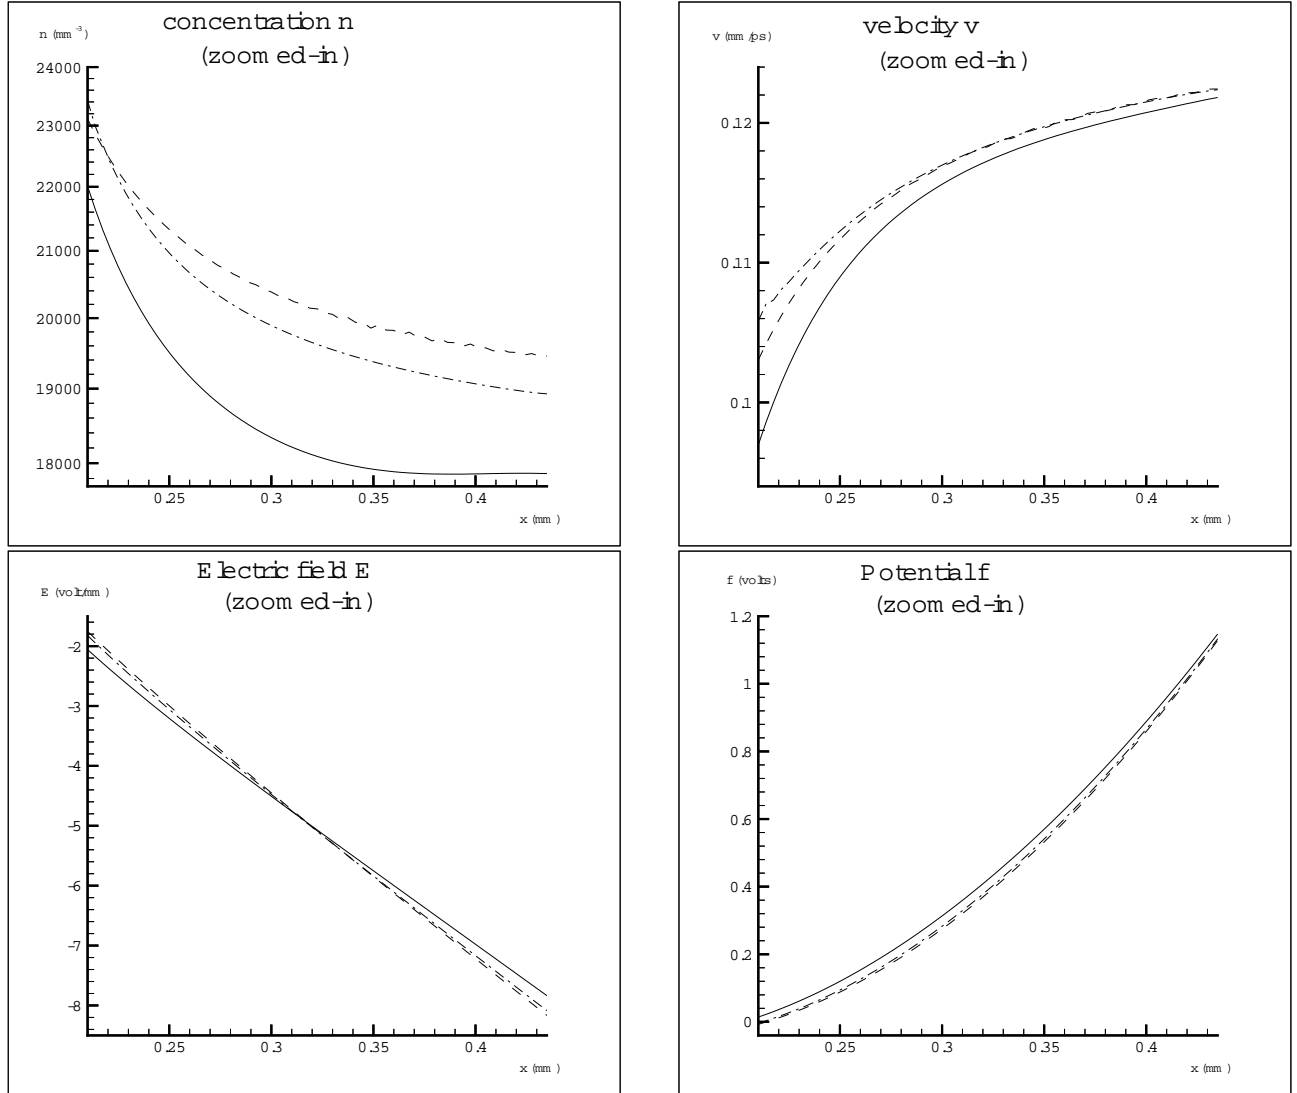 concentration n
n (mm⁻³)
(zoomed-in)
24000
23000
22000
21000
20000
19000
18000
0.25 0.3 0.35 0.4
x (mm)
velocity v
v (mm/ps)
(zoomed-in)
0.12
0.11
0.1
0.25 0.3 0.35 0.4
x (mm)
Electric field E
E (volt/mm)
(zoomed-in)
-2
-3
-4
-5
-6
-7
-8
0.25 0.3 0.35 0.4
x (mm)
Potential f
f (volts)
(zoomed-in)
1.2
1
0.8
0.6
0.4
0.2
0
0.25 0.3 0.35 0.4
x (mm)